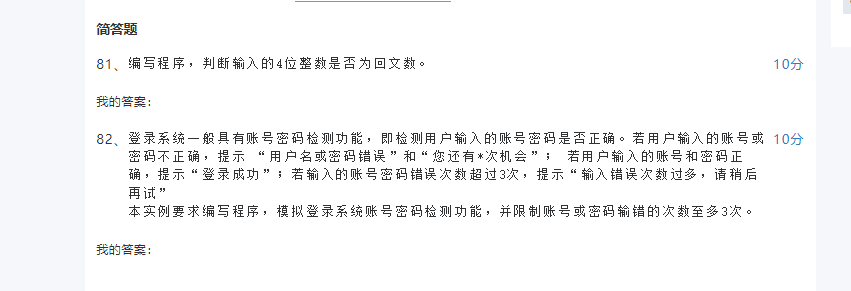 简答题
81、编写程序，判断输入的4位整数是否为回文数。 10分
我的答案：
82、登录系统一般具有账号密码检测功能，即检测用户输入的账号密码是否正确。若用户输入的账号或 10分
密码不正确，提示 “用户名或密码错误”和“您还有*次机会”； 若用户输入的账号和密码正
确，提示“登录成功”；若输入的账号密码错误次数超过3次，提示“输入错误次数过多，请稍后
再试”
本实例要求编写程序，模拟登录系统账号密码检测功能，并限制账号或密码输错的次数至多3次。
我的答案：